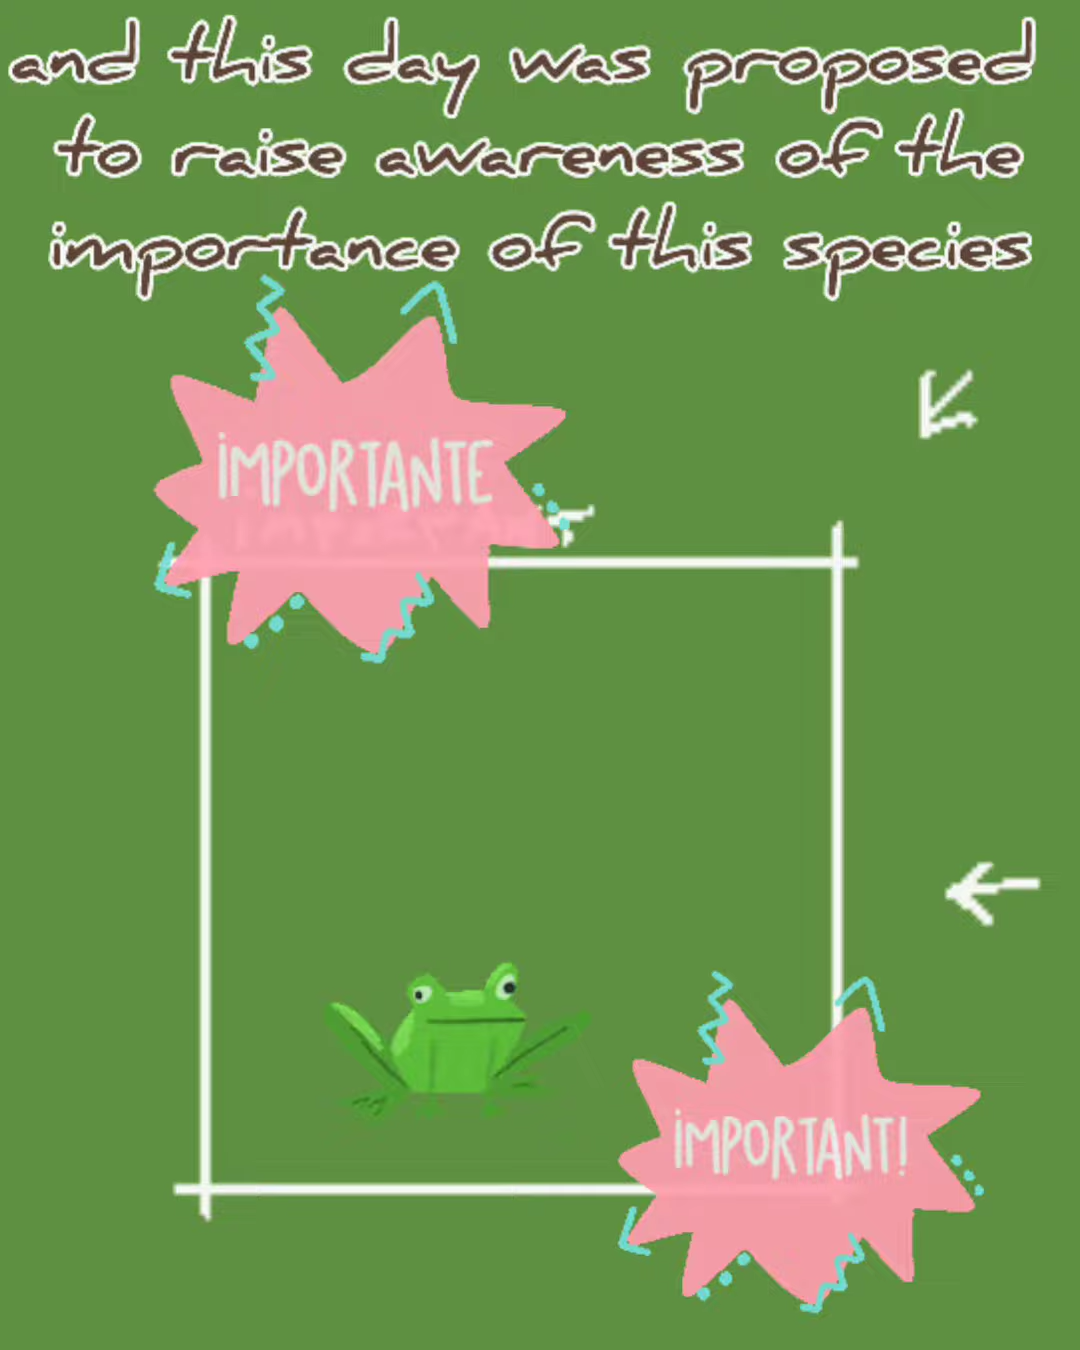 and this day was proposed
to raise awareness of the
importance of this species
IMPORTANTE
IMPORTANT!